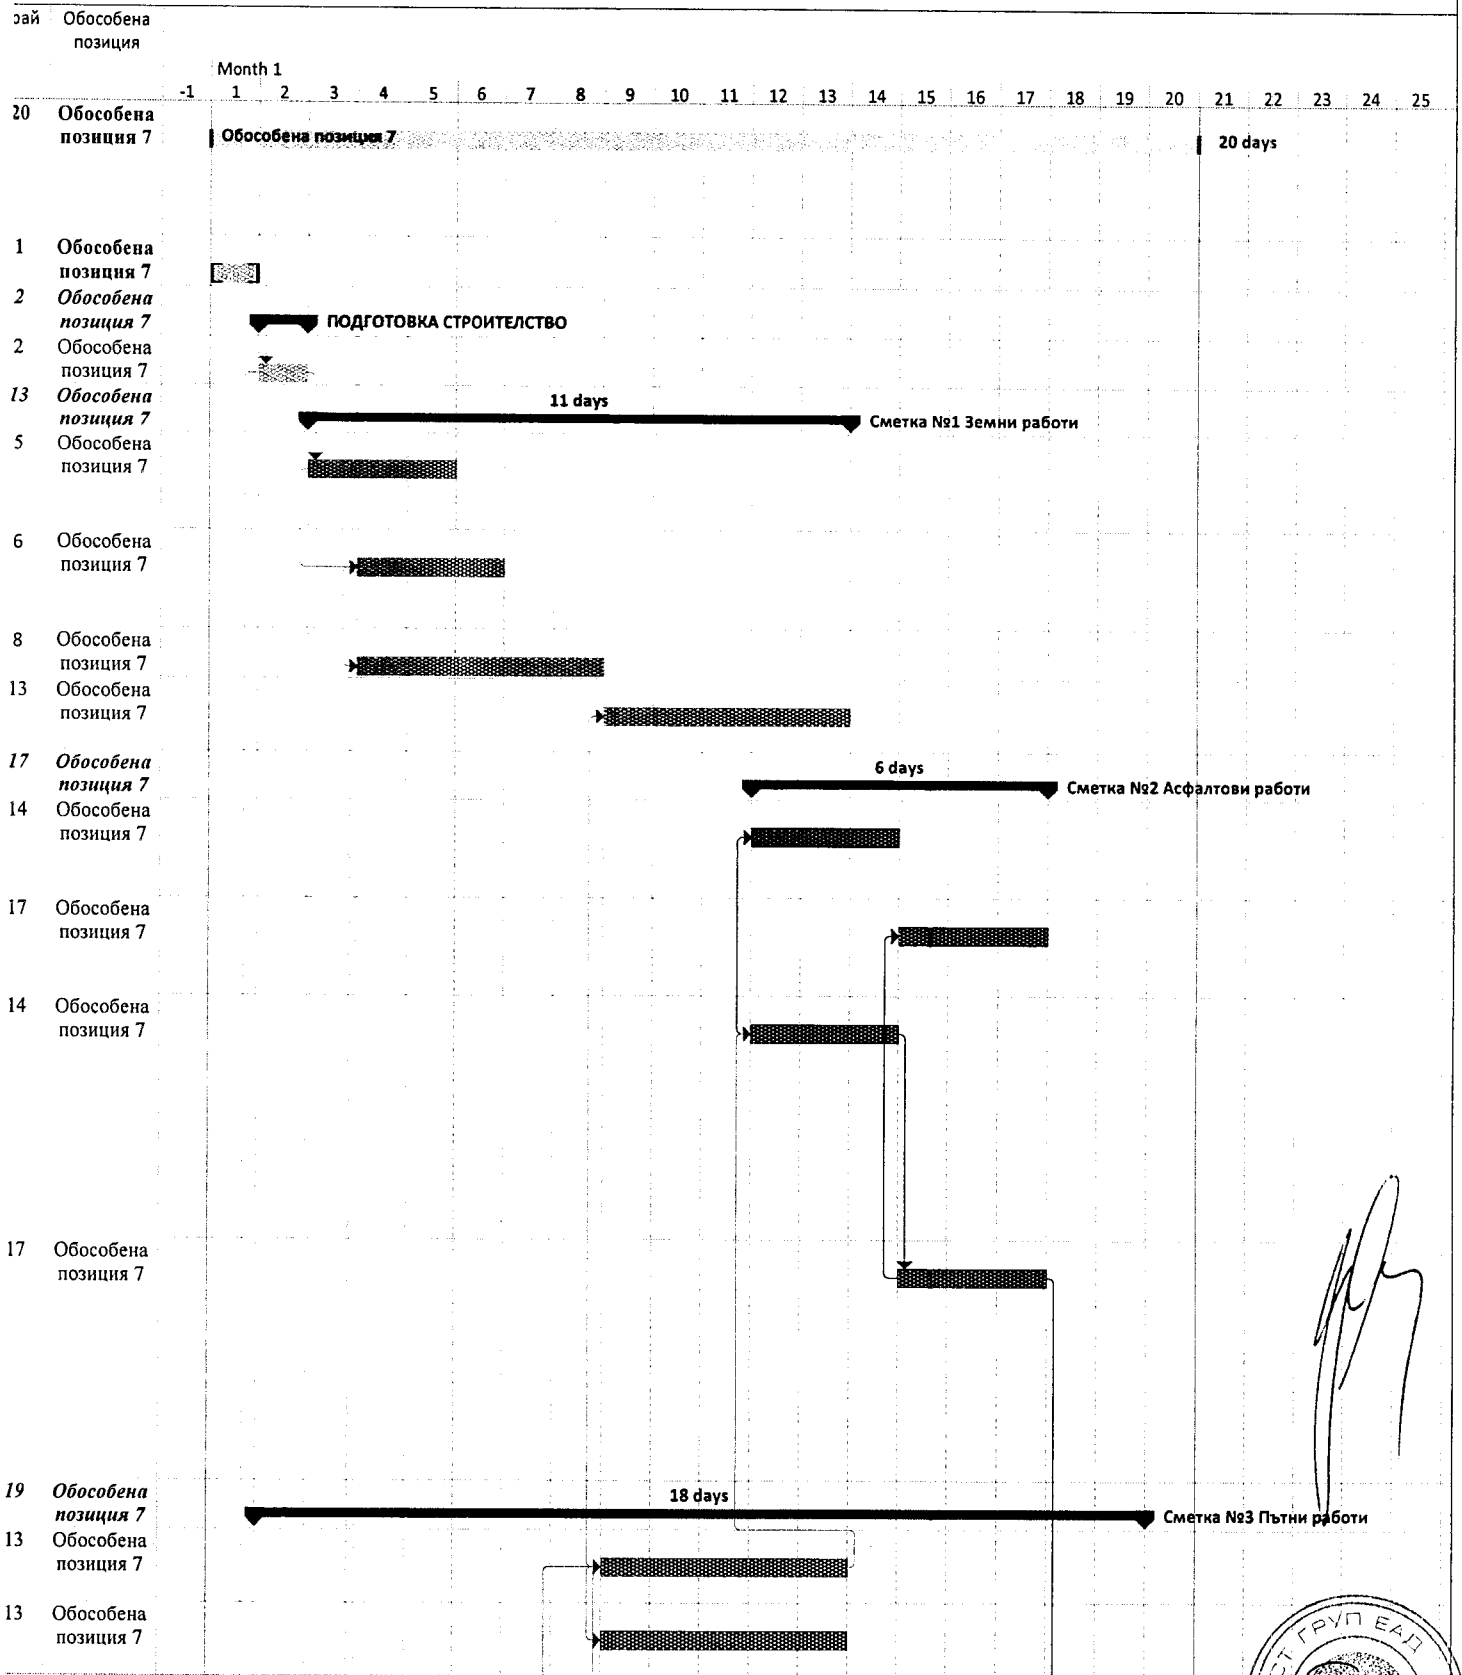 рай Обособена
позиция
Month 1
-1 1 2 3 4 5 6 7 8 9 10 11 12 13 14 15 16 17 18 19 20 21 22 23 24 25
20 Обособена
позиция 7 Обособена позиция 7 20 days
1 Обособена
позиция 7
2 Обособена
позиция 7 ПОДГОТОВКА СТРОИТЕЛСТВО
2 Обособена
позиция 7
13 Обособена 11 days
позиция 7 Сметка №1 Земни работи
5 Обособена
позиция 7
6 Обособена
позиция 7
8 Обособена
позиция 7
13 Обособена
позиция 7
17 Обособена 6 days
позиция 7 Сметка №2 Асфалтови работи
14 Обособена
позиция 7
17 Обособена
позиция 7
14 Обособена
позиция 7
17 Обособена
позиция 7
19 Обособена 18 days
позиция 7 Сметка №3 Пътни работи
13 Обособена
позиция 7
13 Обособена
позиция 7
СТ ГРУП ЕАД